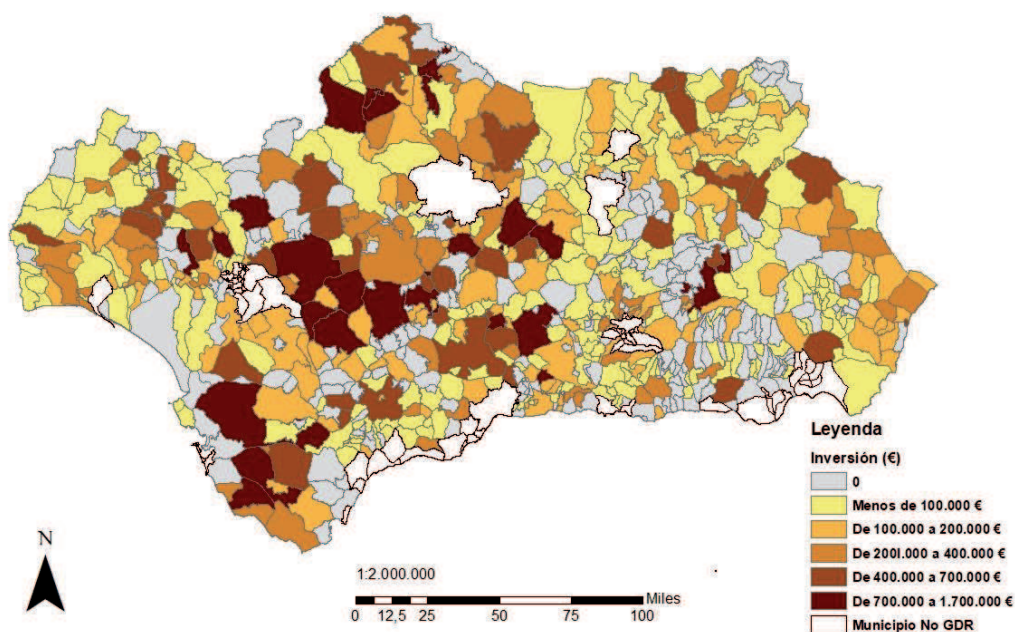 Leyenda
Inversión (€)
0
Menos de 100.000 €
De 100.000 a 200.000 €
De 200l.000 a 400.000 €
De 400.000 a 700.000 €
De 700.000 a 1.700.000 €
Municipio No GDR
N
1:2.000.000
Miles
0 12,5 25 50 75 100